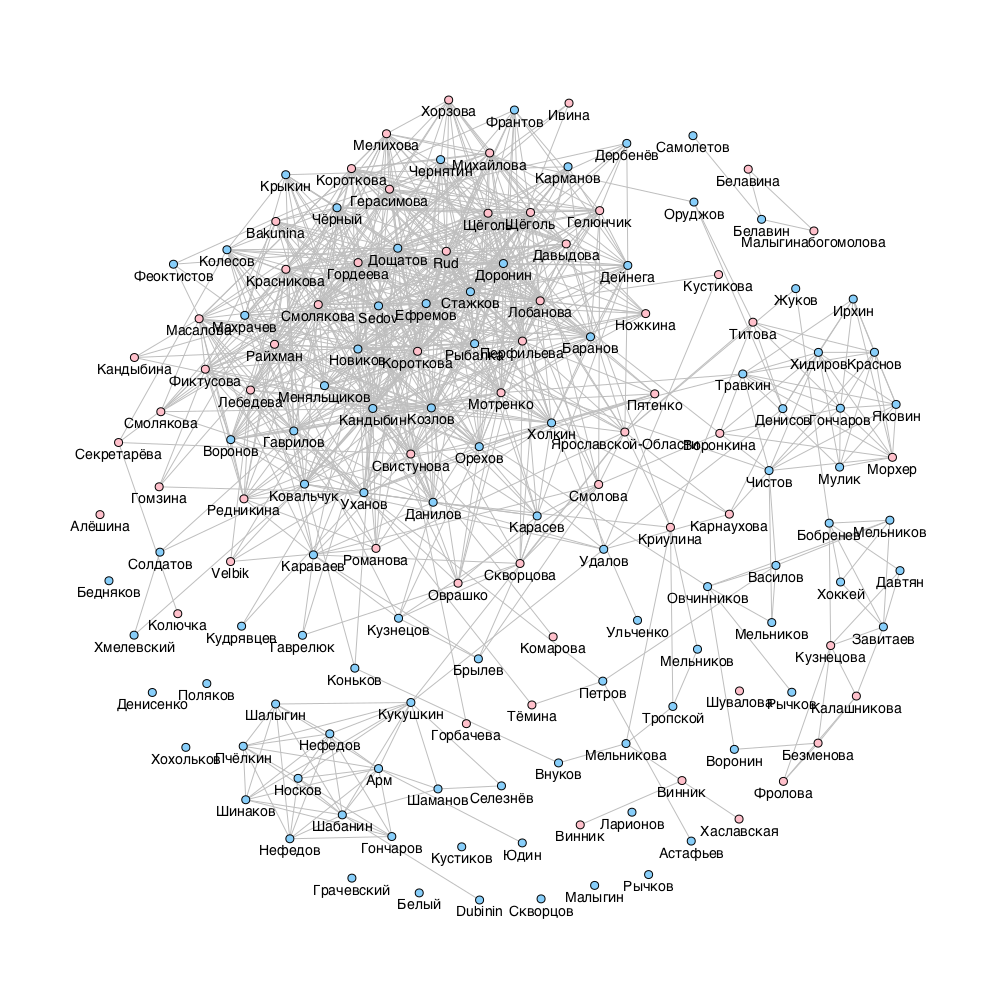 Хорзова
Франтов
Ивина
Мелихова
Чернятин
Михайлова
Дербенёв
Самолетов
Крыкин
Короткова
Герасимова
Карманов
Белавина
Bakunina
Чёрный
Щёголь
Щёголь
Гелюнчик
Оруджов
Белавин
Малыгинабогомолова
Феоктистов
Колесов
Красникова
Гордеева
Дощатов
Rud
Доронин
Давыдова
Дейнега
Кустикова
Жуков
Ирхин
Масалова
Махрачев
Смолякова
Sedov
Ефремов
Стажков
Лобанова
Ножкина
Титова
Кандыбина
Фиктусова
Райхман
Новиков
Короткова
Рыбалка
Перфильева
Баранов
Травкин
Хидиров
Краснов
Смолякова
Лебедева
Меняльщиков
Кандыбин
Козлов
Мотренко
Пятенко
Денисов
Гончаров
Яковин
Секретарёва
Воронов
Гаврилов
Свистунова
Орехов
Холкин
Ярославской-Области
Воронкина
Чистов
Мулик
Морхер
Гомзина
Редникина
Ковальчук
Уханов
Данилов
Карасев
Смолова
Криулина
Карнаухова
Алёшина
Солдатов
Velbik
Караваев
Романова
Оврашко
Скворцова
Удалов
Бобренев
Мельников
Бедняков
Овчинников
Василов
Хоккей
Давтян
Колючка
Хмелевский
Кудрявцев
Гаврелюк
Кузнецов
Ульченко
Мельников
Завитаев
Комарова
Мельников
Кузнецова
Коньков
Брылев
Петров
Денисенко
Поляков
Шувалова
Рычков
Калашникова
Шалыгин
Кукушкин
Горбачева
Тёмина
Тропской
Хохольков
Пчёлкин
Нефедов
Мельникова
Воронин
Безменова
Носков
Арм
Внуков
Винник
Фролова
Шинаков
Шабанин
Шаманов
Селезнёв
Нефедов
Гончаров
Кустиков
Юдин
Винник
Ларионов
Хаславская
Астафьев
Грачевский
Белый
Dubinin
Скворцов
Малыгин
Рычков